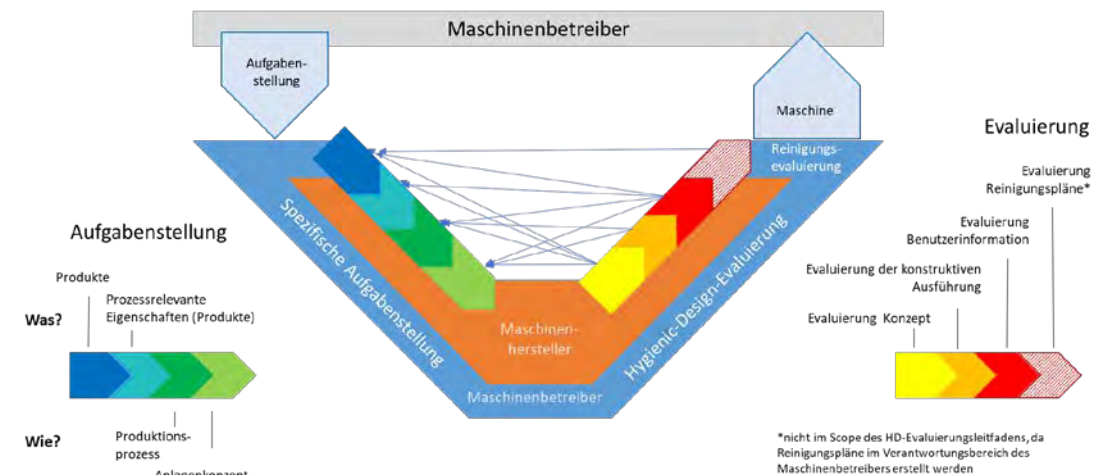 Maschinenbetreiber
Aufgaben-
stellung
Maschine
Reinigungs-
evaluierung
Spezifische Aufgabenstellung
Hygienic-Design-Evaluierung
Maschinen-
hersteller
Maschinenbetreiber
Aufgabenstellung
Produkte
Prozessrelevante
Eigenschaften (Produkte)
Was?
Wie?
Produktions-
prozess
Anlagenkonzept
Evaluierung
Evaluierung
Reinigungspläne*
Evaluierung
Benutzerinformation
Evaluierung der konstruktiven
Ausführung
Evaluierung Konzept
*nicht im Scope des HD-Evaluierungsleitfadens, da
Reinigungspläne im Verantwortungsbereich des
Maschinenbetreibers erstellt werden